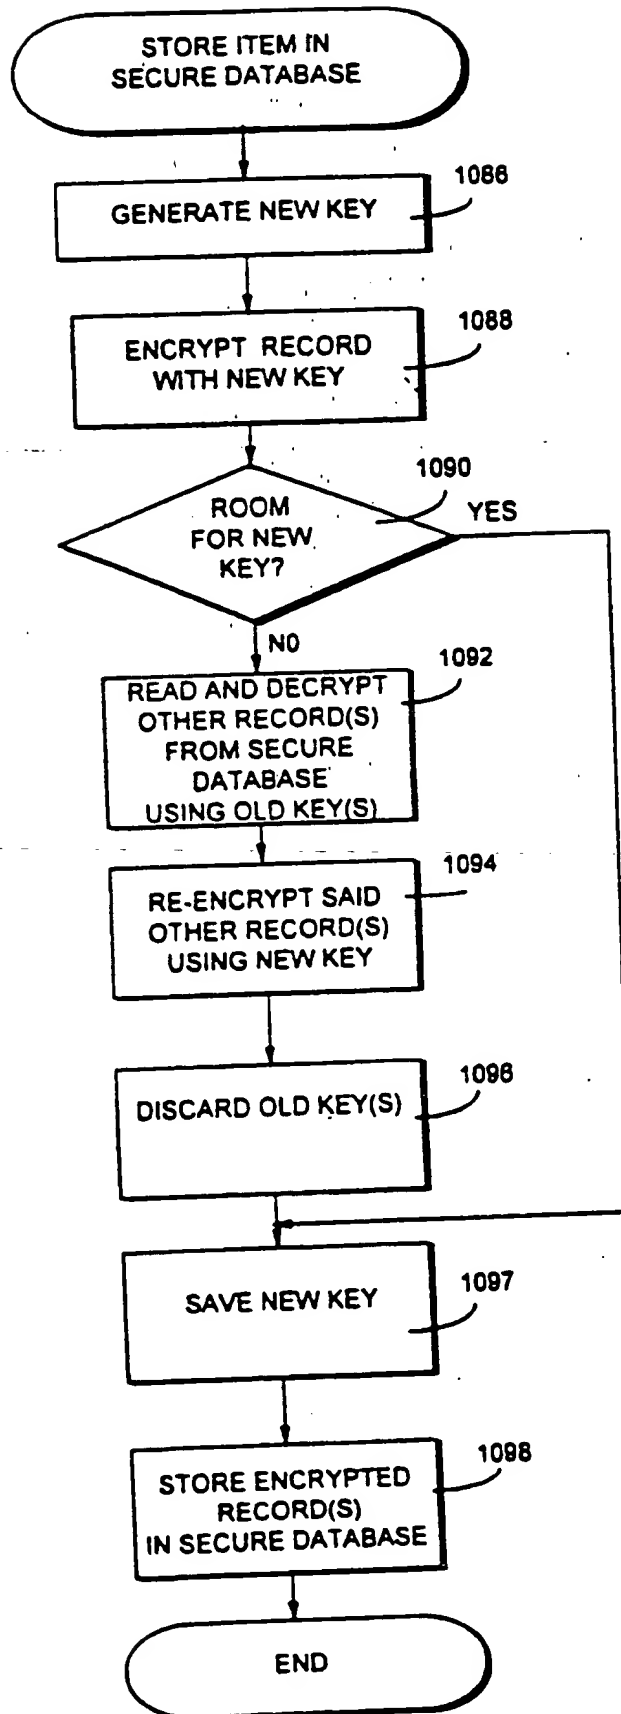 STORE ITEM IN
SECURE DATABASE
1086
GENERATE NEW KEY
1088
ENCRYPT RECORD
WITH NEW KEY
1090
ROOM
FOR NEW
KEY?
YES
NO
1092
READ AND DECRYPT
OTHER RECORD(S)
FROM SECURE
DATABASE
USING OLD KEY(S)
1094
RE-ENCRYPT SAID
OTHER RECORD(S)
USING NEW KEY
1096
DISCARD OLD KEY(S)
1097
SAVE NEW KEY
1098
STORE ENCRYPTED
RECORD(S)
IN SECURE DATABASE
END